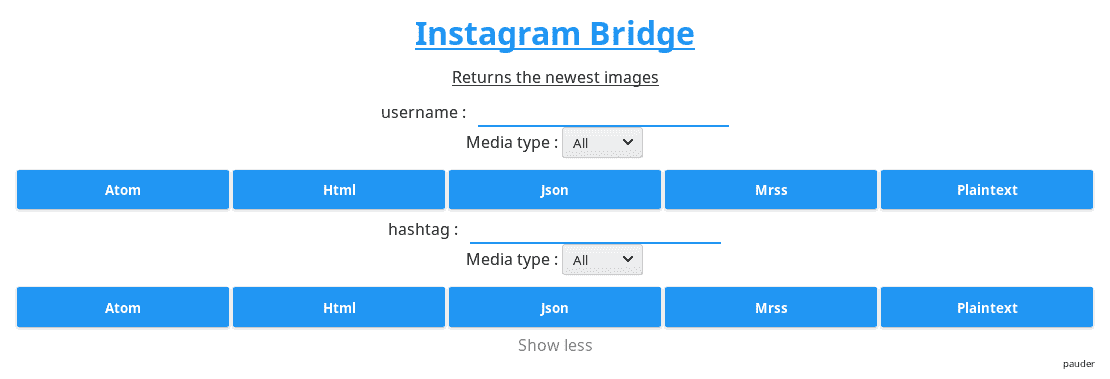 Instagram Bridge
Returns the newest images
username :
Media type : All
Atom Html Json Mrss Plaintext
hashtag :
Media type : All
Atom Html Json Mrss Plaintext
Show less
pauder